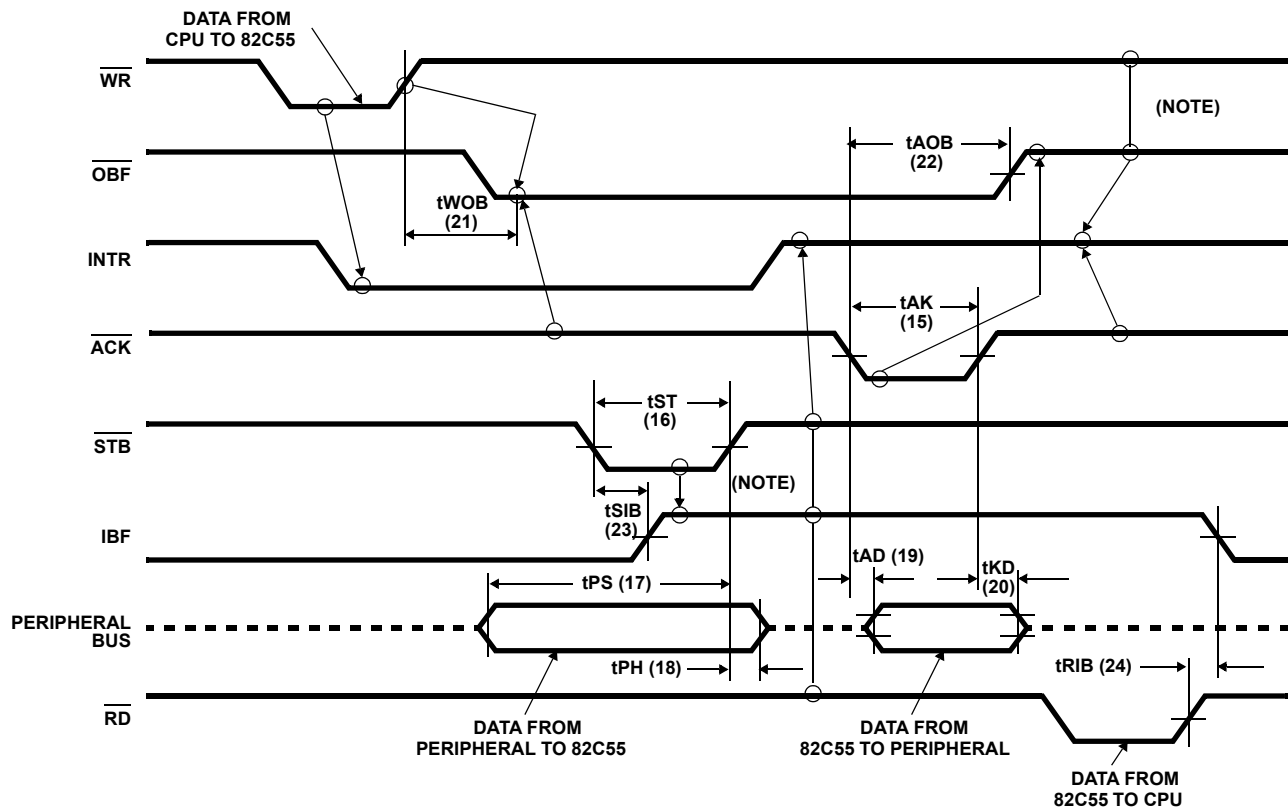 DATA FROM
CPU TO 82C55
WR
(NOTE)
tAOB
(22)
OBF
tWOB
(21)
INTR
tAK
(15)
ACK
tST
(16)
STB
(NOTE)
tSIB
(23)
IBF
tAD (19)
tKD
(20)
tPS (17)
PERIPHERAL
BUS
tPH (18)
tRIB (24)
RD
DATA FROM
PERIPHERAL TO 82C55
DATA FROM
82C55 TO PERIPHERAL
DATA FROM
82C55 TO CPU